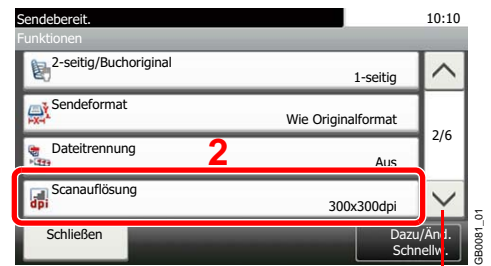 Sendebereit. 10:10
Funktionen
2-seitig/Buchoriginal
1-seitig
Sendeformat
Wie Originalformat
2/6
Dateitrennung
2
Aus
Scanauflösung
dpi
300x300dpi
Schließen
Dazu/Änd.
Schnellw.
GB0081_01